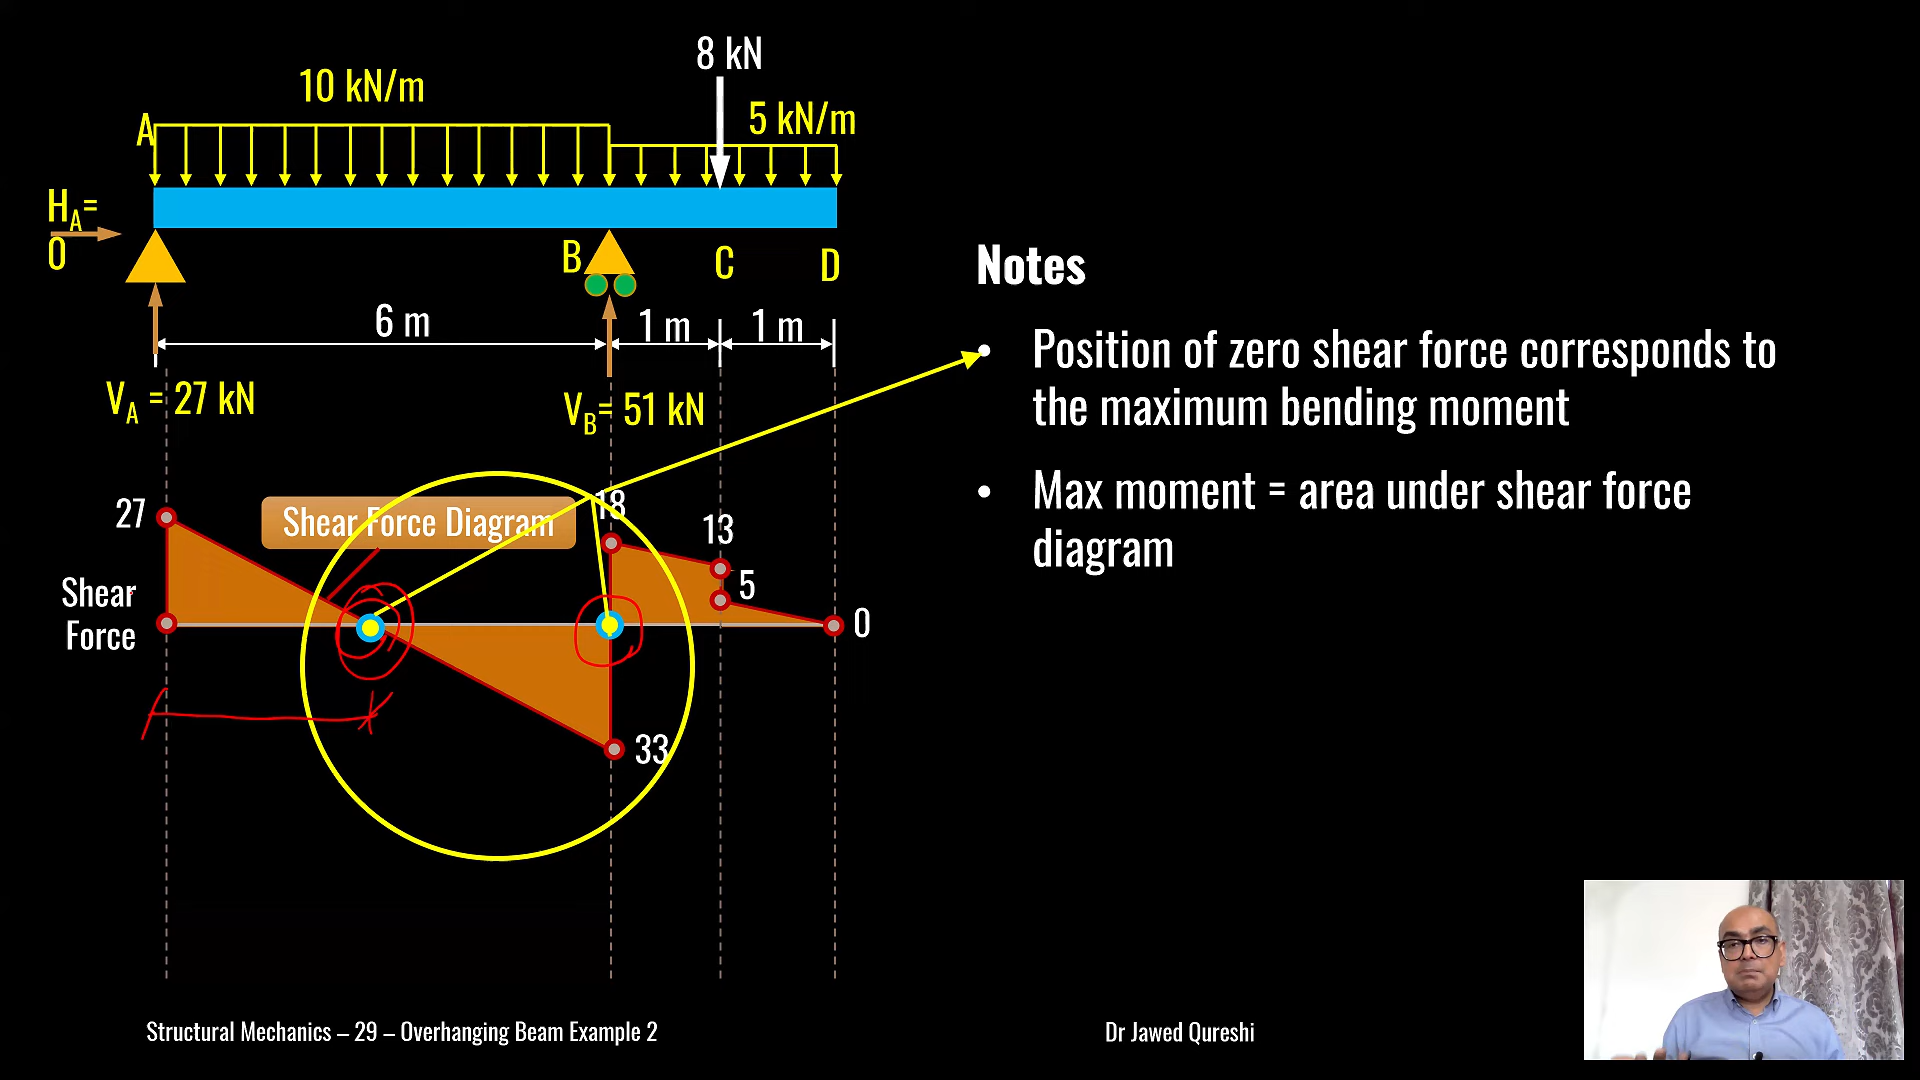 8 kN
10 kN/m
5 kN/m
A
H_A=
0
B
C
D
6 m
1 m
1 m
V_A = 27 kN
V_B= 51 kN
Notes
• Position of zero shear force corresponds to
the maximum bending moment
• Max moment = area under shear force
diagram
Shear Force Diagram
27
18
13
5
Shear
Force
0
33
Structural Mechanics – 29 – Overhanging Beam Example 2
Dr Jawed Qureshi